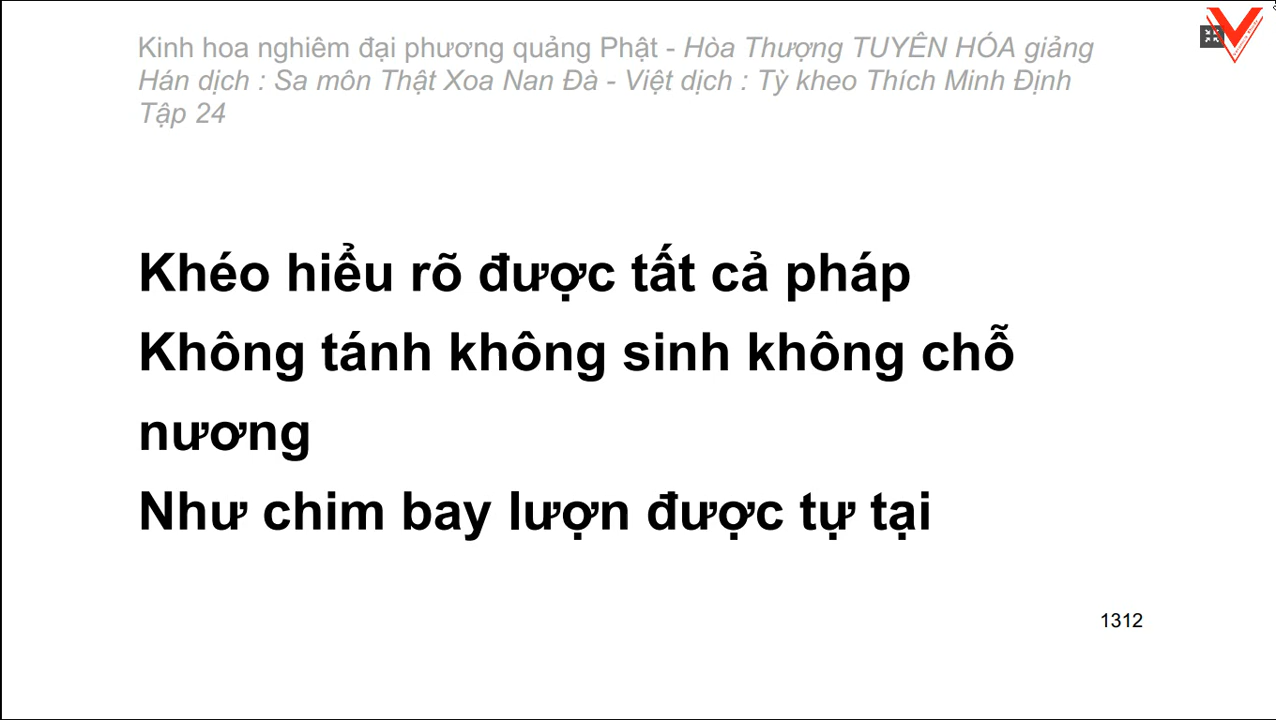 Kinh hoa nghiêm đại phương quảng Phật - Hòa Thượng TUYÊN HÓA giảng
Hán dịch : Sa môn Thật Xoa Nan Đà - Việt dịch : Tỳ kheo Thích Minh Định
Tập 24
Khéo hiểu rõ được tất cả pháp
Không tánh không sinh không chỗ
nương
Như chim bay lượn được tự tại
1312